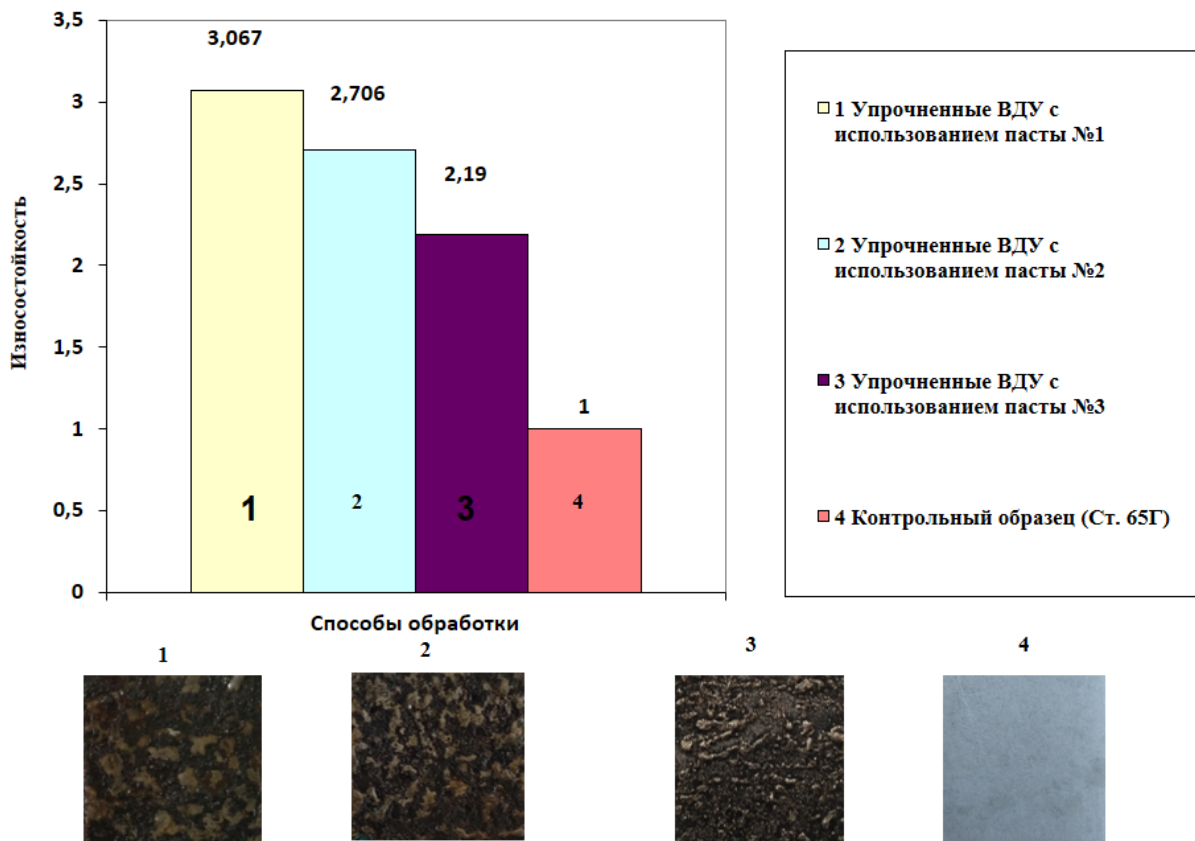 3,5
3
2,5
2
1,5
1
0,5
0
Износостойкость
3,067
2,706
2,19
1
1
2
3
4
Способы обработки
1 Упрочненные ВДУ с
использованием пасты №1
2 Упрочненные ВДУ с
использованием пасты №2
3 Упрочненные ВДУ с
использованием пасты №3
4 Контрольный образец (Ст. 65Г)
1
2
3
4